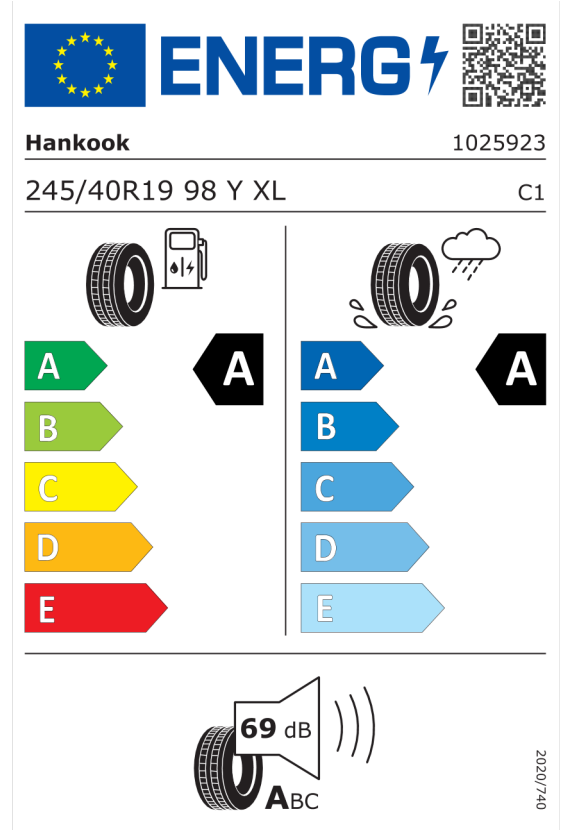 ENERG
Hankook 1025923
245/40R19 98 Y XL C1
A A A A
B B
C C
D D
E E
69 dB
ABC
2020/740